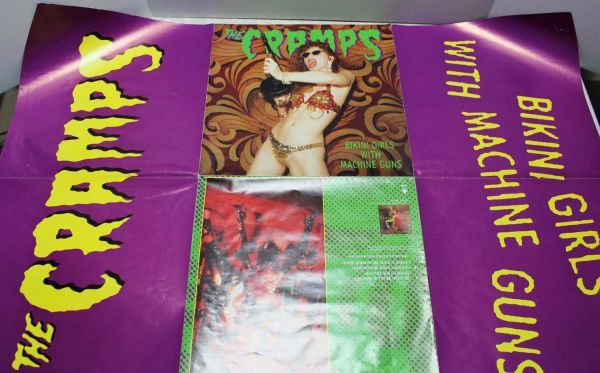 THE CRAMPS
THE
CRAMPS
BIKINI GIRLS
WITH
MACHINE GUNS
BIKINI GIRLS
WITH MACHINE GUNS